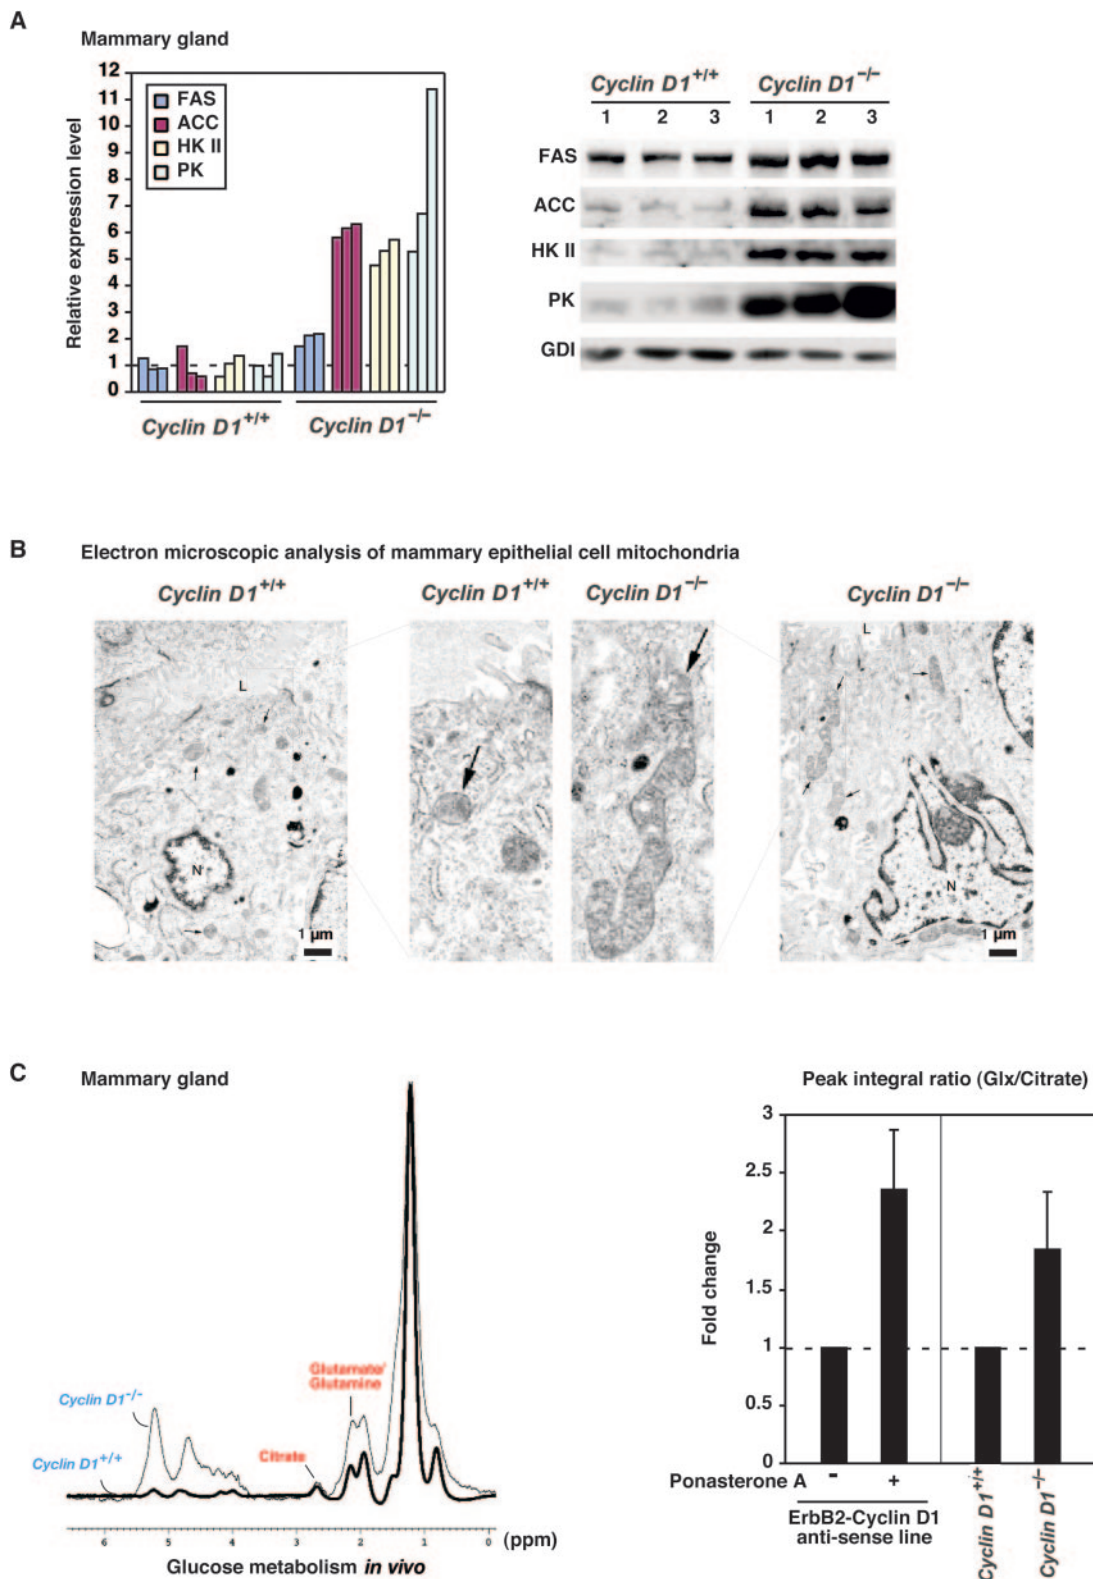 A
Mammary gland
12
11
10
9
8
7
6
5
4
3
2
1
0
Relative expression level
FAS
ACC
HK II
PK
Cyclin D1+/+
Cyclin D1−/−
Cyclin D1+/+
Cyclin D1−/−
1 2 3 1 2 3
FAS
ACC
HK II
PK
GDI
B
Electron microscopic analysis of mammary epithelial cell mitochondria
Cyclin D1+/+
Cyclin D1+/+
Cyclin D1−/−
Cyclin D1−/−
L
N
1 µm
L
N
1 µm
C
Mammary gland
Cyclin D1-/-
Cyclin D1+/+
Citrate
Glutamate/
Glutamine
6 5 4 3 2 1 0 (ppm)
Glucose metabolism in vivo
Peak integral ratio (Glx/Citrate)
3
2.5
2
1.5
1
0.5
0
Fold change
Ponasterone A - +
ErbB2-Cyclin D1
anti-sense line
Cyclin D1+/+
Cyclin D1−/−